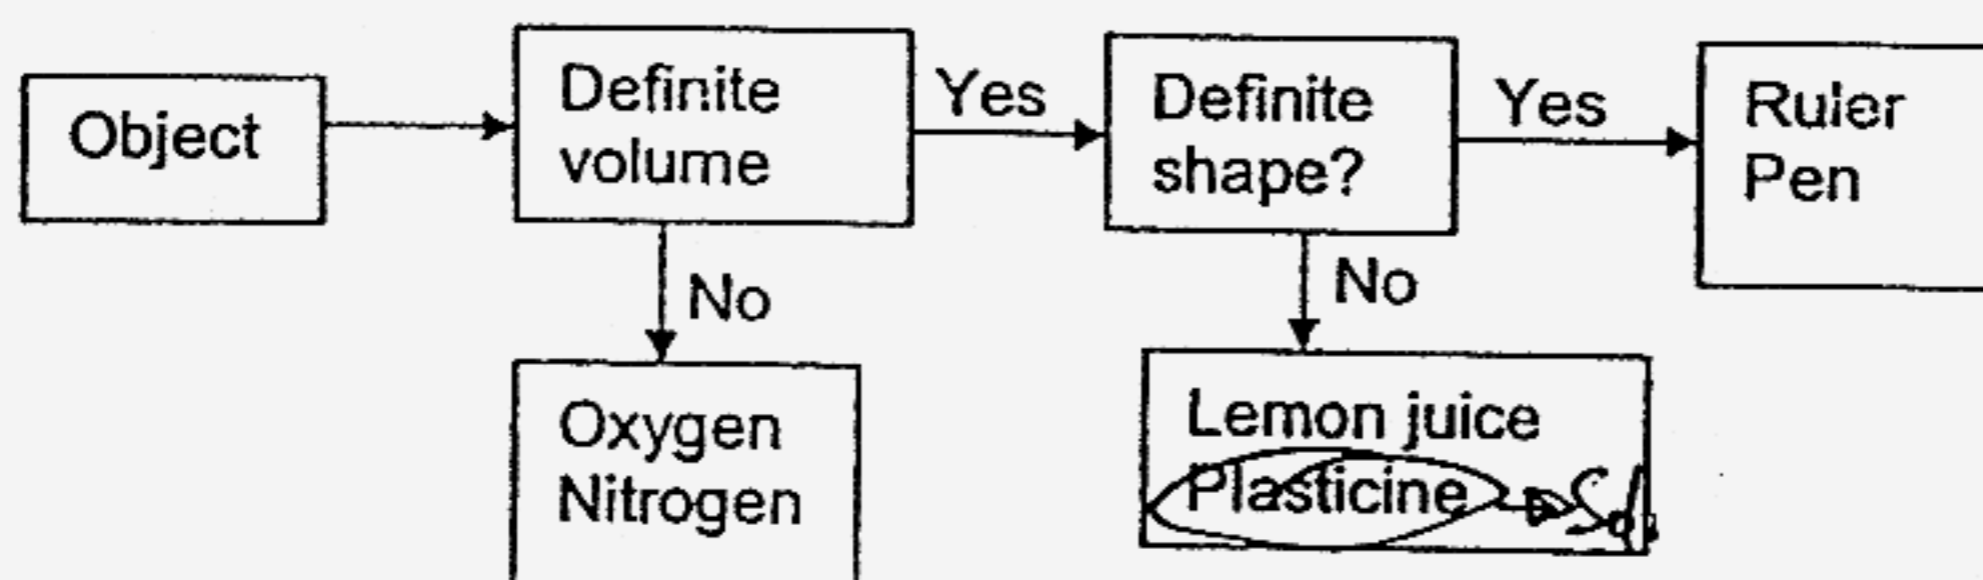 Object
Definite
volume
Yes
Definite
shape?
Yes
Ruler
Pen
No
No
Oxygen
Nitrogen
Lemon juice
Plasticine